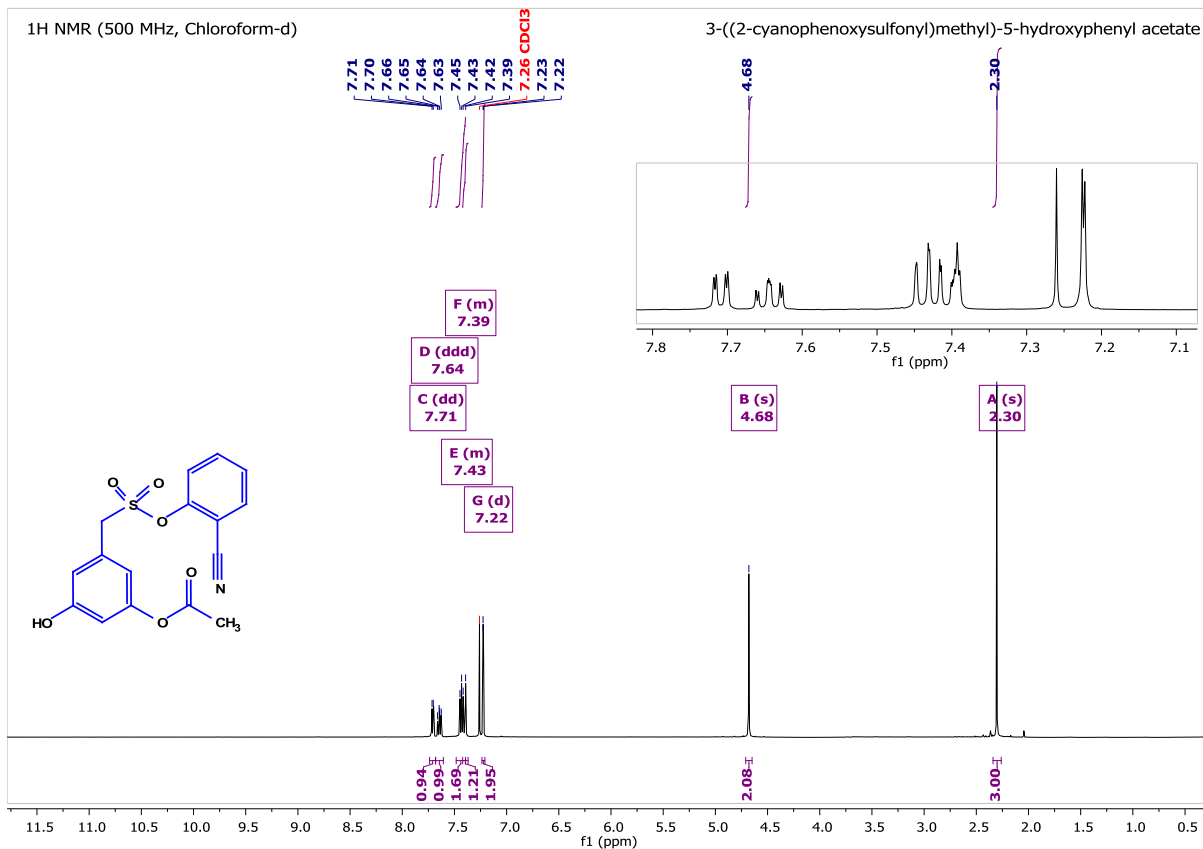 1H NMR (500 MHz, Chloroform-d)
3-((2-cyanophenoxysulfonyl)methyl)-5-hydroxyphenyl acetate
7.71
7.70
7.66
7.65
7.64
7.63
7.45
7.43
7.42
7.39
7.26 CDCl3
7.23
7.22
4.68
2.30
7.8 7.7 7.6 7.5 7.4 7.3 7.2 7.1
f1 (ppm)
F (m)
7.39
D (ddd)
7.64
C (dd)
7.71
B (s)
4.68
A (s)
2.30
E (m)
7.43
G (d)
7.22
O O
S
O
N
O
HO
O
CH3
0.94
0.99
1.69
1.21
1.95
2.08
3.00
11.5 11.0 10.5 10.0 9.5 9.0 8.5 8.0 7.5 7.0 6.5 6.0 5.5 5.0 4.5 4.0 3.5 3.0 2.5 2.0 1.5 1.0 0.5
f1 (ppm)